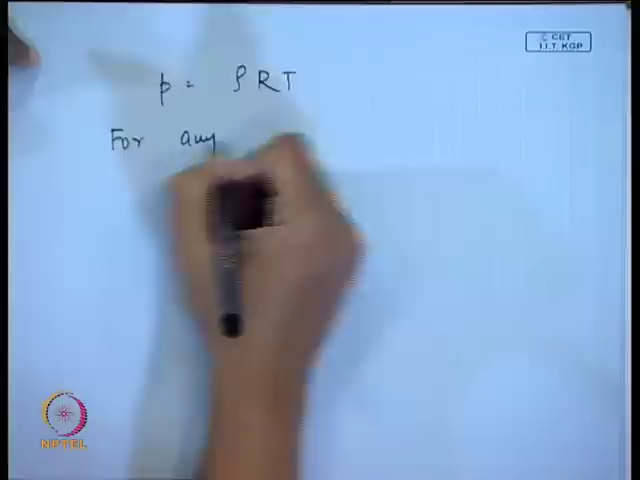 © CET
I.I.T. KGP
p = ρRT
For any
NPTEL